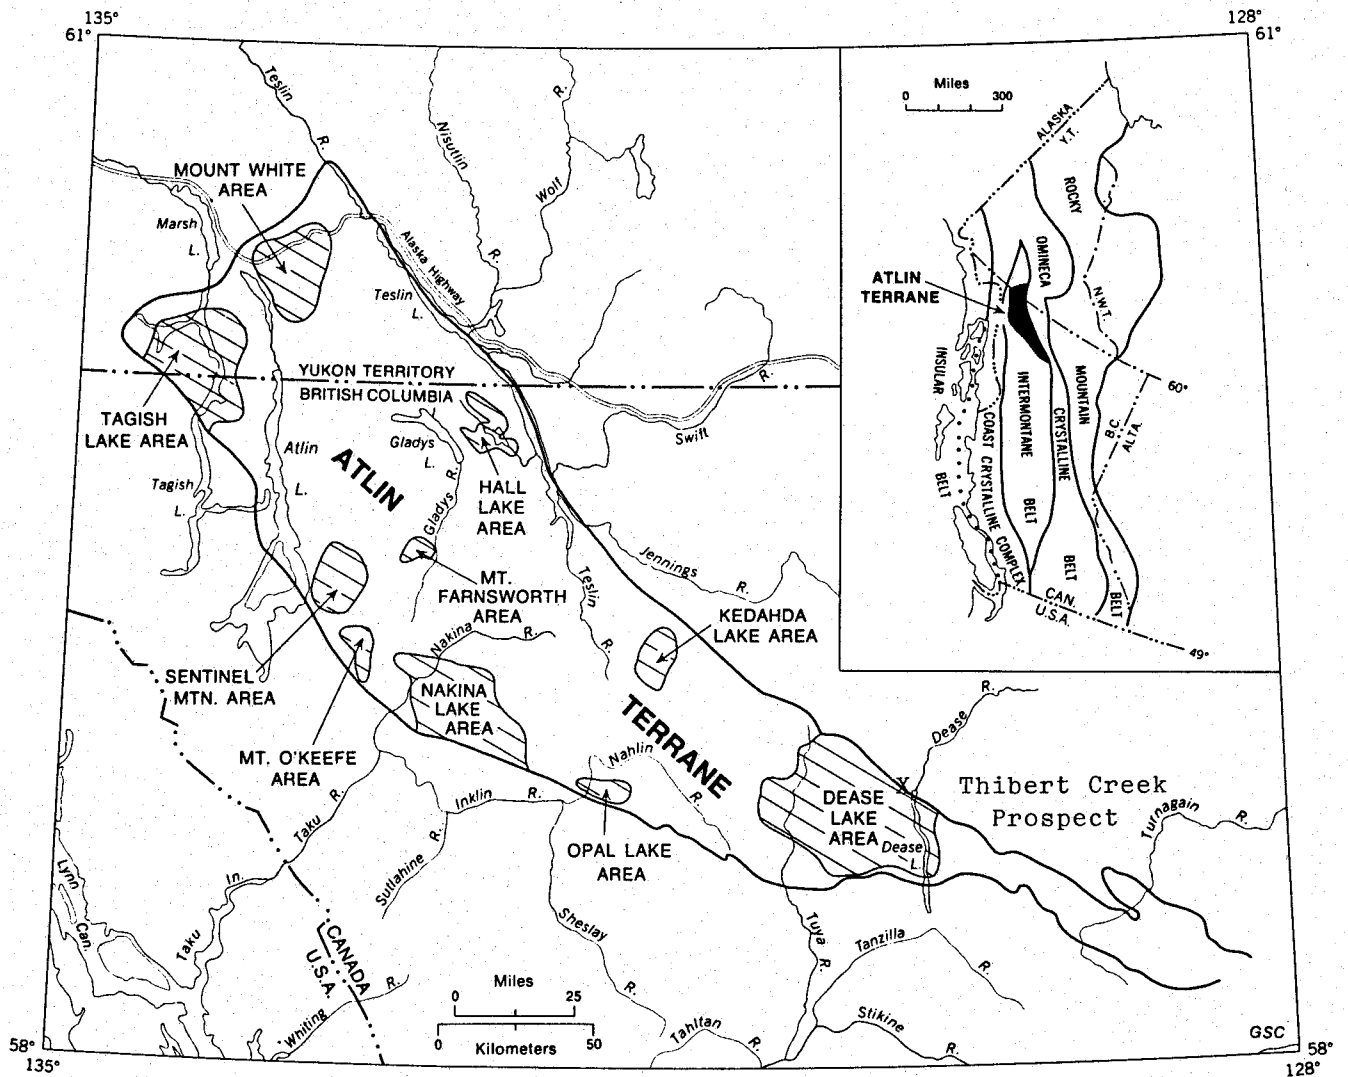 135°
61°
128°
61°
Teslin
R.
Nisutlin
R.
Wolf
R.
MOUNT WHITE
AREA
Marsh
L.
Alaska Highway
Teslin
L.
YUKON TERRITORY
BRITISH COLUMBIA
R.
Swift
TAGISH
LAKE AREA
Tagish
L.
Atlin
L.
ATLIN
Gladys
L.
Gladys
R.
HALL
LAKE
AREA
MT.
FARNSWORTH
AREA
Teslin
R.
Jennings
R.
KEDAHDA
LAKE AREA
SENTINEL
MTN. AREA
Nakina
R.
NAKINA
LAKE
AREA
MT. O'KEEFE
AREA
TERRANE
Nahlin
R.
Inklin
R.
OPAL LAKE
AREA
Taku
R.
Sutlahine
R.
DEASE
LAKE
AREA
Dease
L.
Dease
R.
X
Thibert Creek
Prospect
Turnagain
R.
Lynn
Can.
Taku
In.
CANADA
U.S.A.
Whiting
R.
Sheslay
R.
Tuya
R.
Tanzilla
R.
Tahltan
R.
Stikine
R.
Miles
0 25
0 Kilometers 50
GSC
58°
135°
58°
128°
Miles
0 300
ALASKA
Y.T.
ROCKY
OMINECA
ATLIN
TERRANE
N.W.T.
60°
INSULAR
BELT
COAST
CRYSTALLINE
COMPLEX
INTERMONTANE
BELT
CRYSTALLINE
BELT
MOUNTAIN
BELT
B.C.
ALTA.
CAN.
U.S.A.
49°